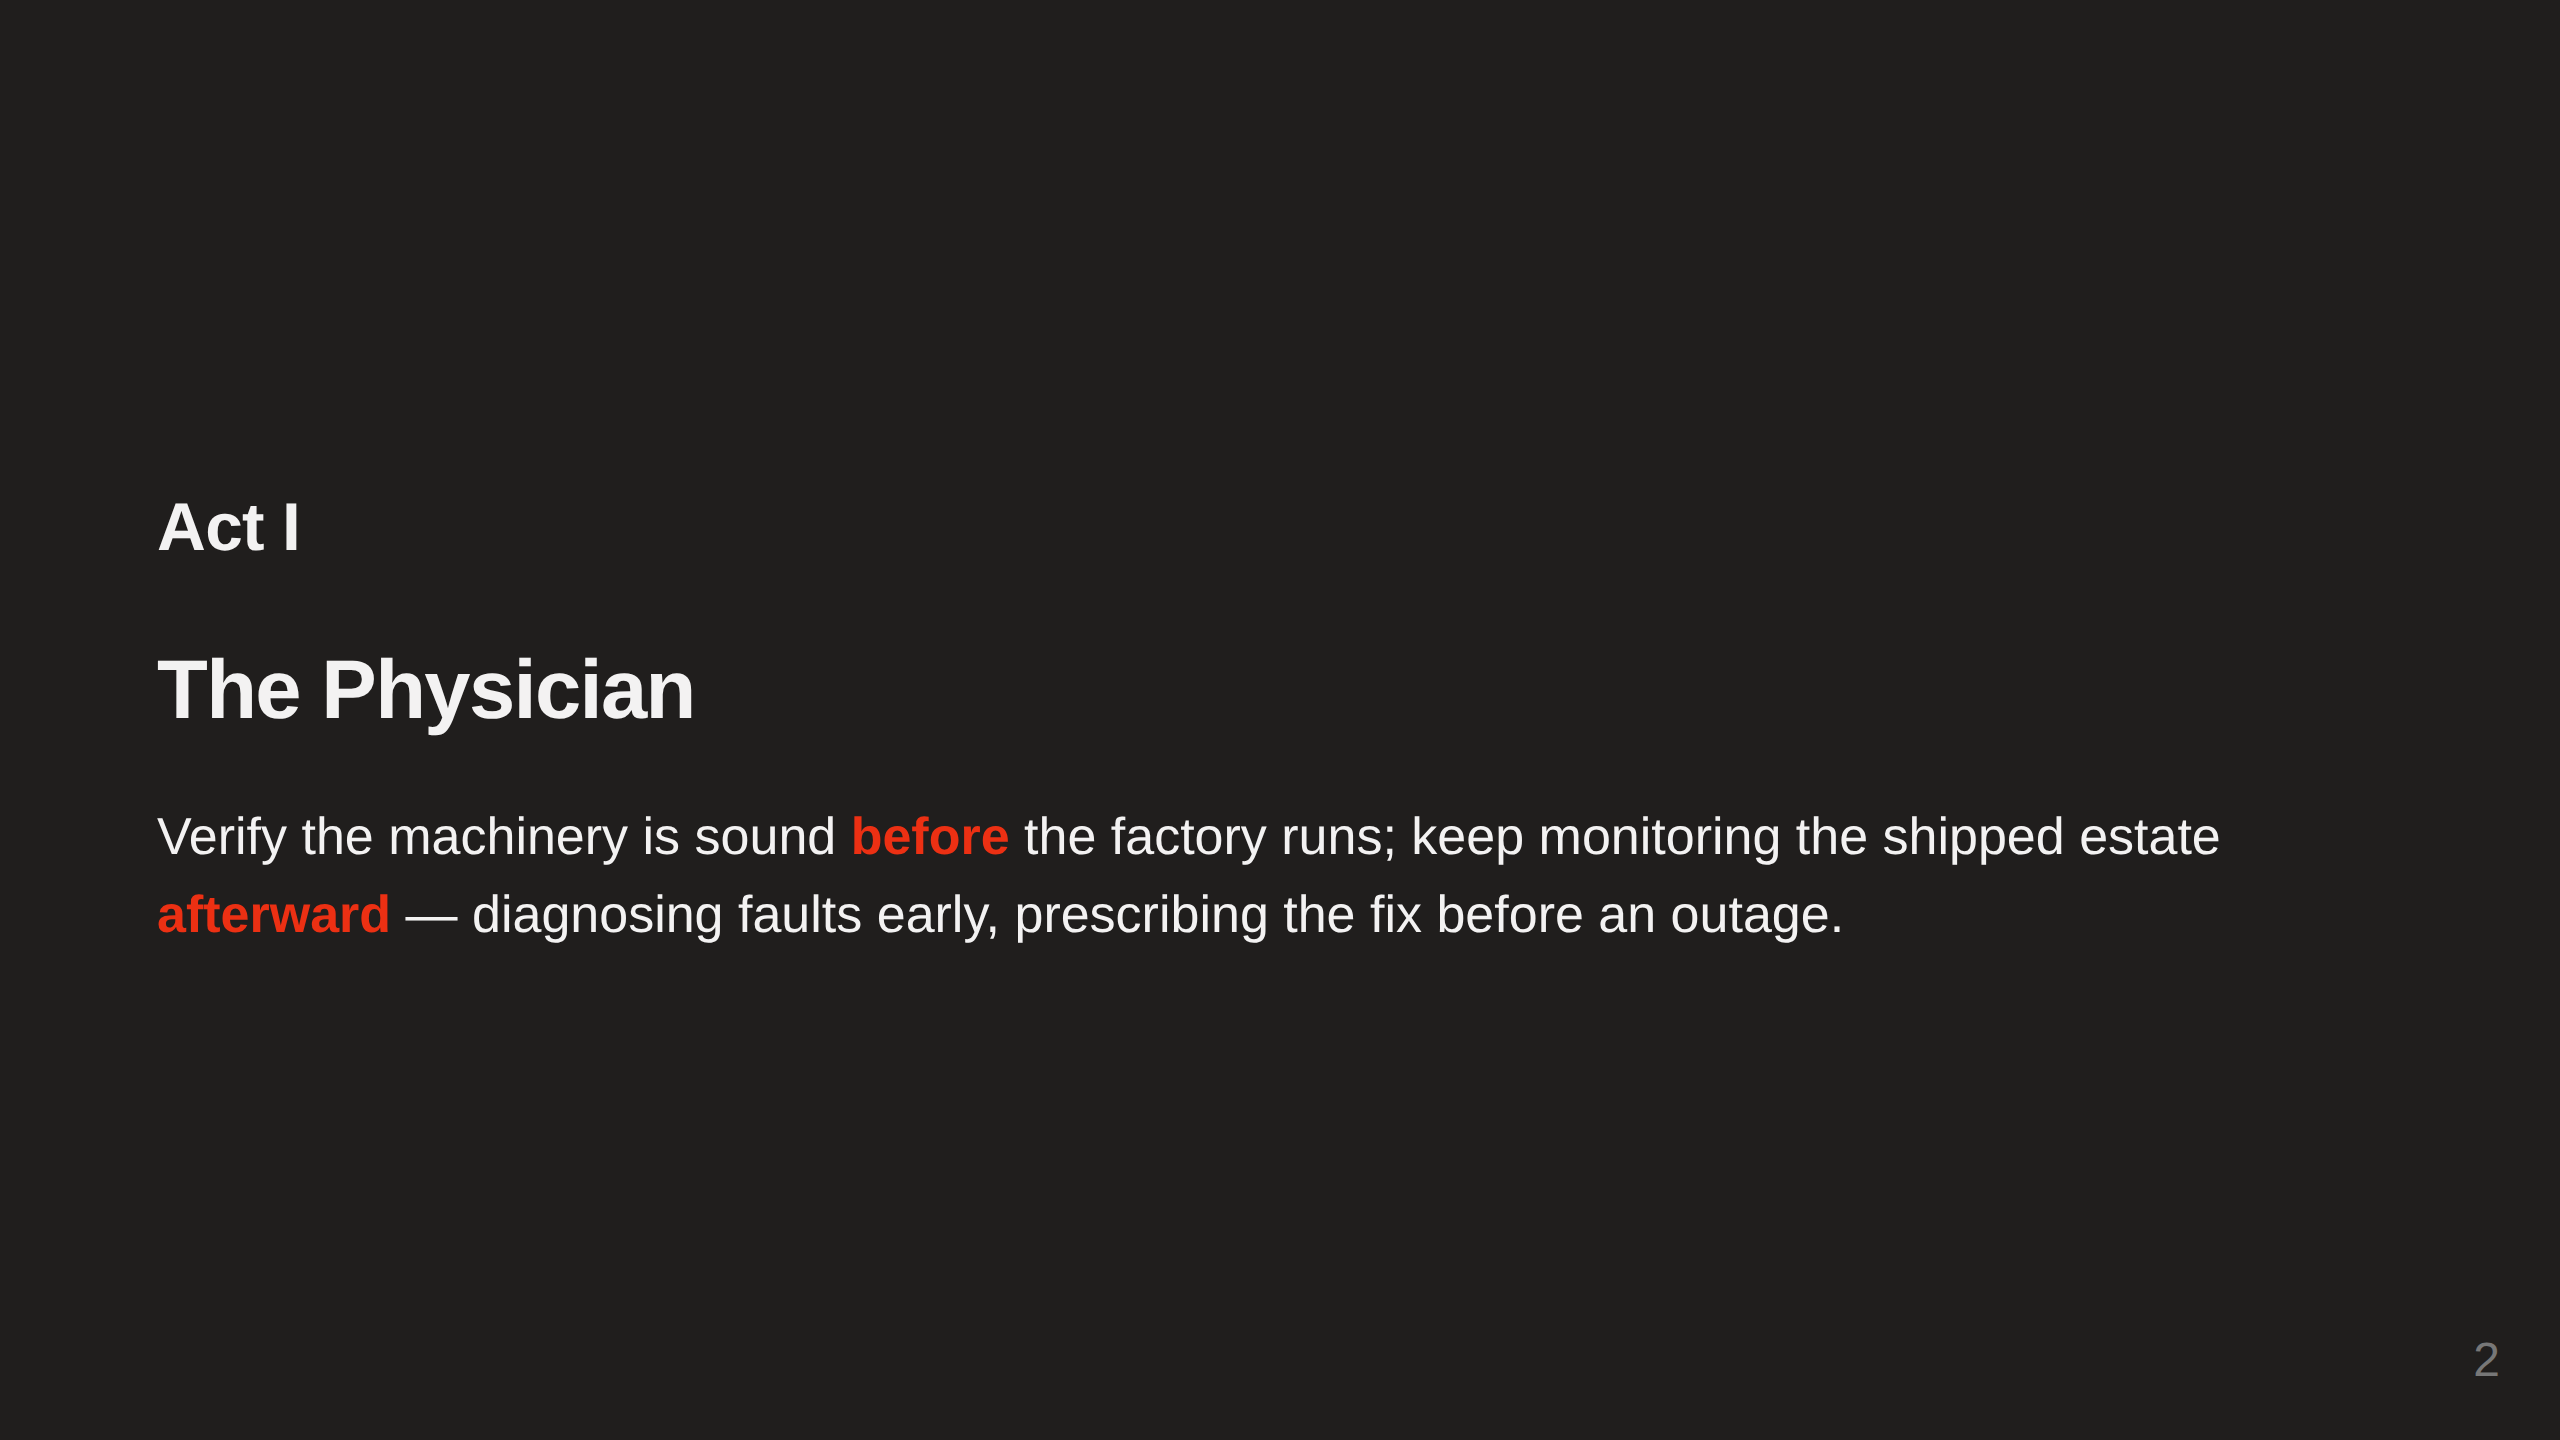 Act I
The Physician
Verify the machinery is sound before the factory runs; keep monitoring the shipped estate
afterward — diagnosing faults early, prescribing the fix before an outage.
2